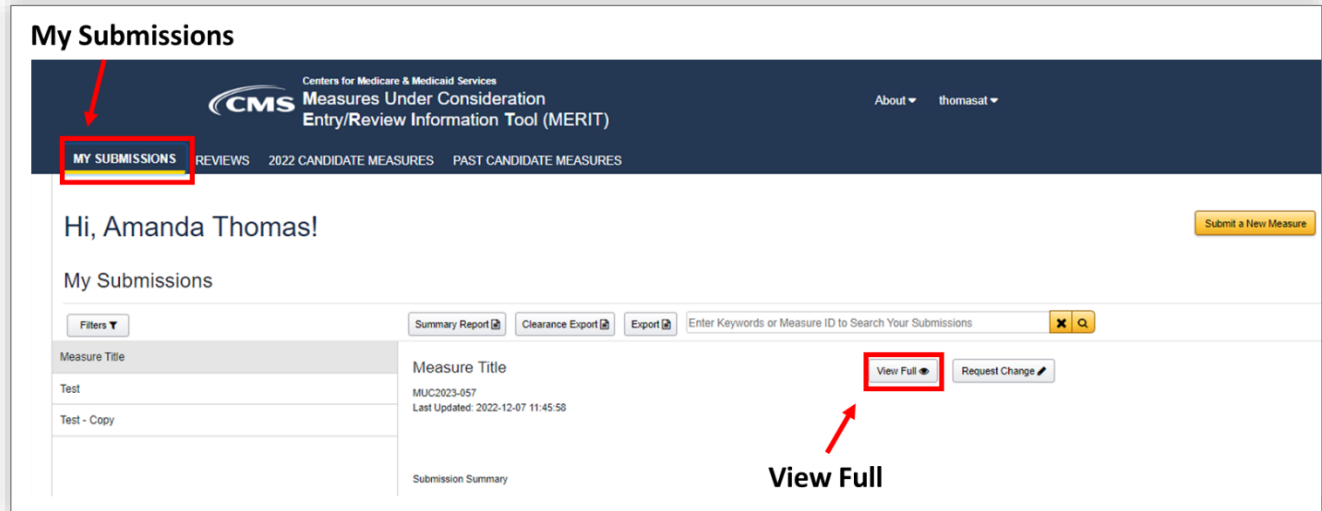 My Submissions
Centers for Medicare & Medicaid Services
CMS Measures Under Consideration
Entry/Review Information Tool (MERIT)
About thomasat
MY SUBMISSIONS REVIEWS 2022 CANDIDATE MEASURES PAST CANDIDATE MEASURES
Hi, Amanda Thomas!
Submit a New Measure
My Submissions
Filters Summary Report Clearance Export Export Enter Keywords or Measure ID to Search Your Submissions
Measure Title
Test
Test - Copy
Measure Title
View Full Request Change
MUC2023-057
Last Updated: 2022-12-07 11:45:58
Submission Summary
View Full